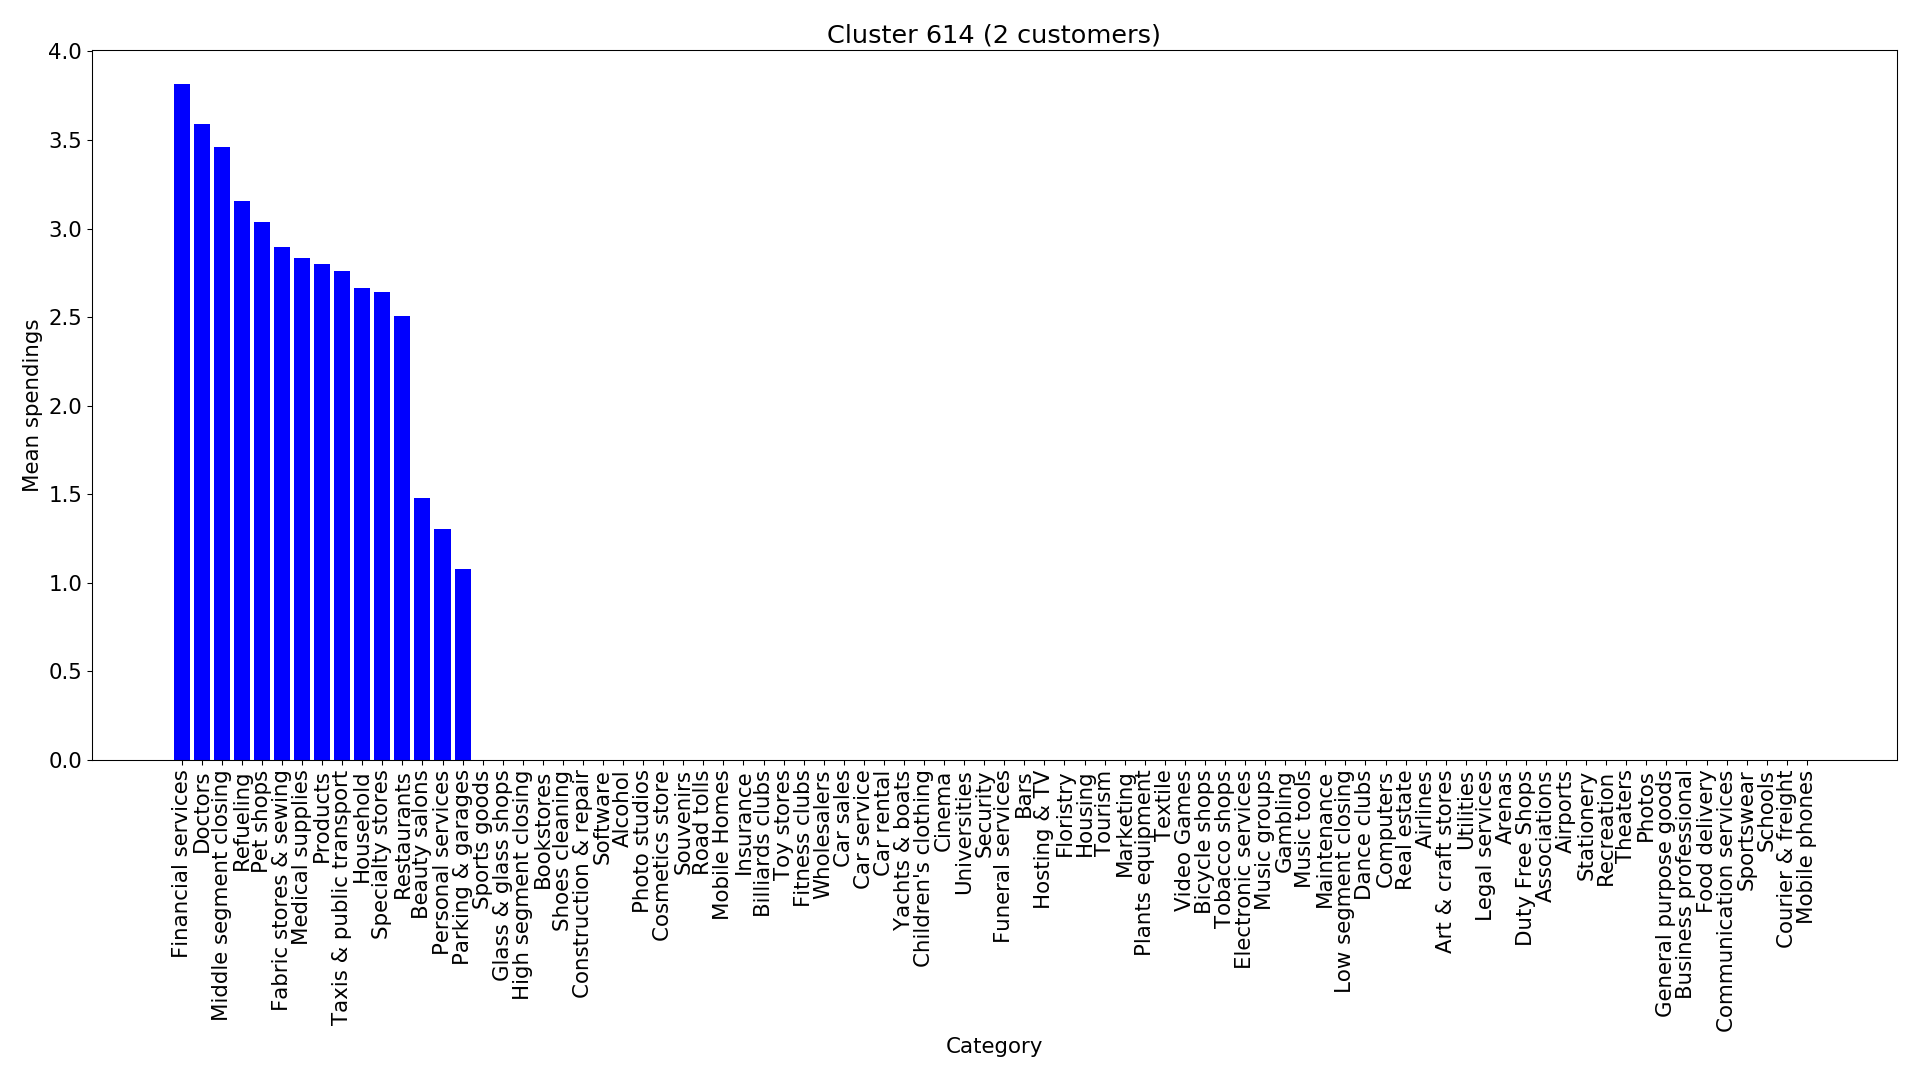 Cluster 614 (2 customers)
4.0
3.5
3.0
2.5
2.0
1.5
1.0
0.5
0.0
Mean spendings
Financial services
Doctors
Middle segment closing
Refueling
Pet shops
Fabric stores & sewing
Medical supplies
Products
Taxis & public transport
Household
Specialty stores
Restaurants
Beauty salons
Personal services
Parking & garages
Sports goods
Glass & glass shops
High segment closing
Bookstores
Shoes cleaning
Construction & repair
Software
Alcohol
Photo studios
Cosmetics store
Souvenirs
Road tolls
Mobile Homes
Insurance
Billiards clubs
Toy stores
Fitness clubs
Wholesalers
Car sales
Car service
Car rental
Yachts & boats
Children's clothing
Cinema
Universities
Security
Funeral services
Bars
Hosting & TV
Floristry
Housing
Tourism
Marketing
Plants equipment
Textile
Video Games
Bicycle shops
Tobacco shops
Electronic services
Music groups
Gambling
Music tools
Maintenance
Low segment closing
Dance clubs
Computers
Real estate
Airlines
Art & craft stores
Utilities
Legal services
Arenas
Duty Free Shops
Associations
Airports
Stationery
Recreation
Theaters
Photos
General purpose goods
Business professional
Food delivery
Communication services
Sportswear
Schools
Courier & freight
Mobile phones
Category